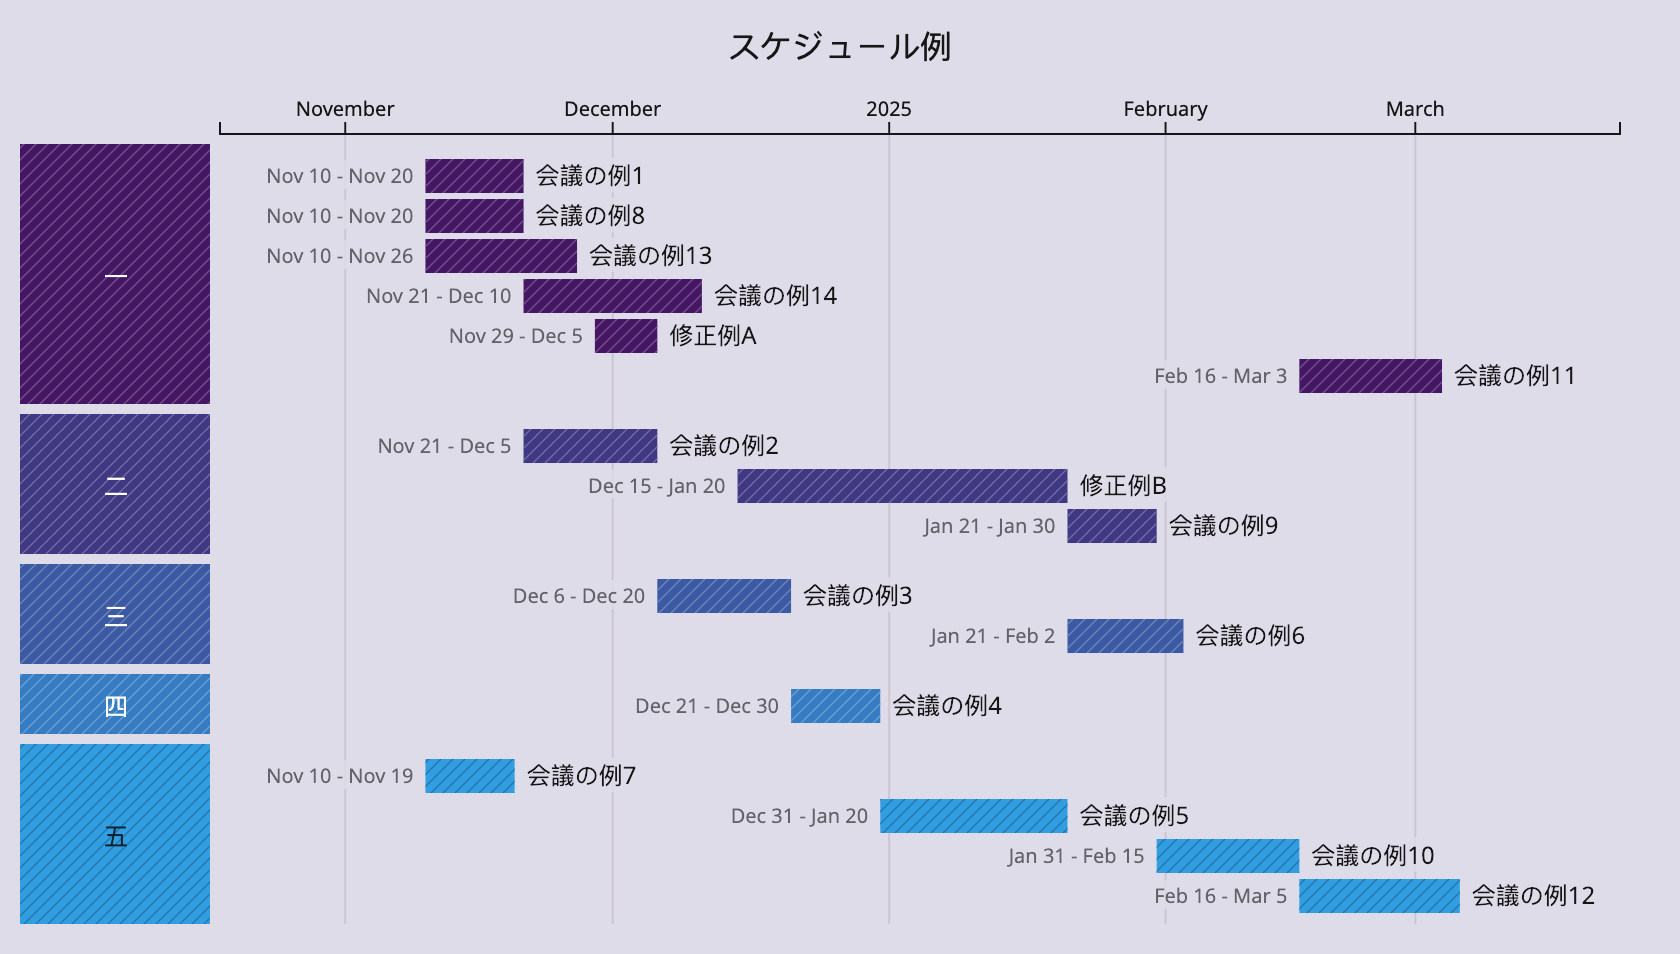 スケジュール例
November December 2025 February March
一
Nov 10 - Nov 20 会議の例1
Nov 10 - Nov 20 会議の例8
Nov 10 - Nov 26 会議の例13
Nov 21 - Dec 10 会議の例14
Nov 29 - Dec 5 修正例A
Feb 16 - Mar 3 会議の例11
二
Nov 21 - Dec 5 会議の例2
Dec 15 - Jan 20 修正例B
Jan 21 - Jan 30 会議の例9
三
Dec 6 - Dec 20 会議の例3
Jan 21 - Feb 2 会議の例6
四
Dec 21 - Dec 30 会議の例4
五
Nov 10 - Nov 19 会議の例7
Dec 31 - Jan 20 会議の例5
Jan 31 - Feb 15 会議の例10
Feb 16 - Mar 5 会議の例12